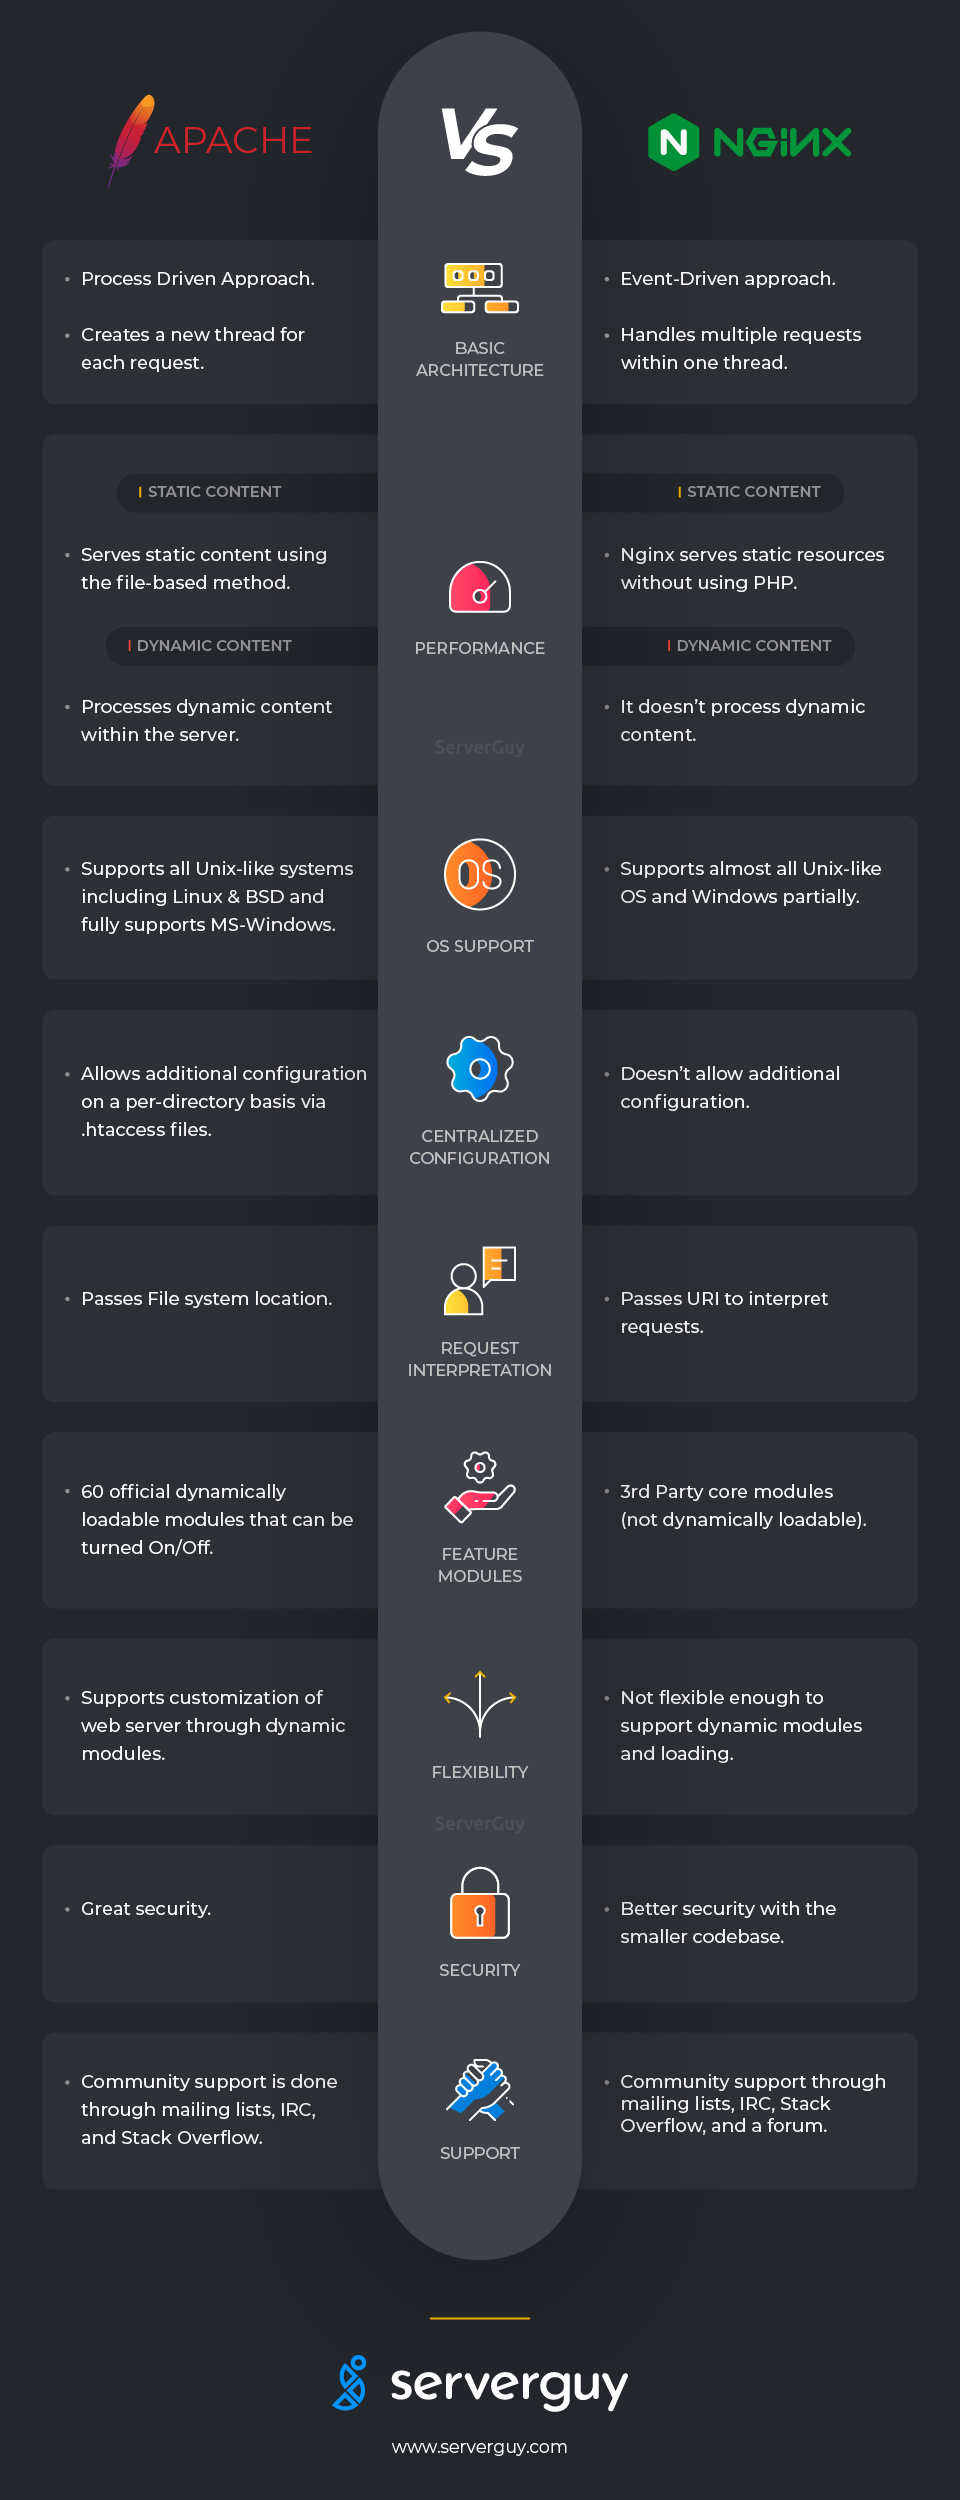 APACHE
VS
N NGiNX
Process Driven Approach.
Creates a new thread for
each request.
BASIC
ARCHITECTURE
Event-Driven approach.
Handles multiple requests
within one thread.
STATIC CONTENT
Serves static content using
the file-based method.
DYNAMIC CONTENT
Processes dynamic content
within the server.
PERFORMANCE
ServerGuy
STATIC CONTENT
Nginx serves static resources
without using PHP.
DYNAMIC CONTENT
It doesn’t process dynamic
content.
Supports all Unix-like systems
including Linux & BSD and
fully supports MS-Windows.
OS
OS SUPPORT
Supports almost all Unix-like
OS and Windows partially.
Allows additional configuration
on a per-directory basis via
.htaccess files.
CENTRALIZED
CONFIGURATION
Doesn’t allow additional
configuration.
Passes File system location.
REQUEST
INTERPRETATION
Passes URI to interpret
requests.
60 official dynamically
loadable modules that can be
turned On/Off.
FEATURE
MODULES
3rd Party core modules
(not dynamically loadable).
Supports customization of
web server through dynamic
modules.
FLEXIBILITY
ServerGuy
Not flexible enough to
support dynamic modules
and loading.
Great security.
SECURITY
Better security with the
smaller codebase.
Community support is done
through mailing lists, IRC,
and Stack Overflow.
SUPPORT
Community support through
mailing lists, IRC, Stack
Overflow, and a forum.
serverguy
www.serverguy.com